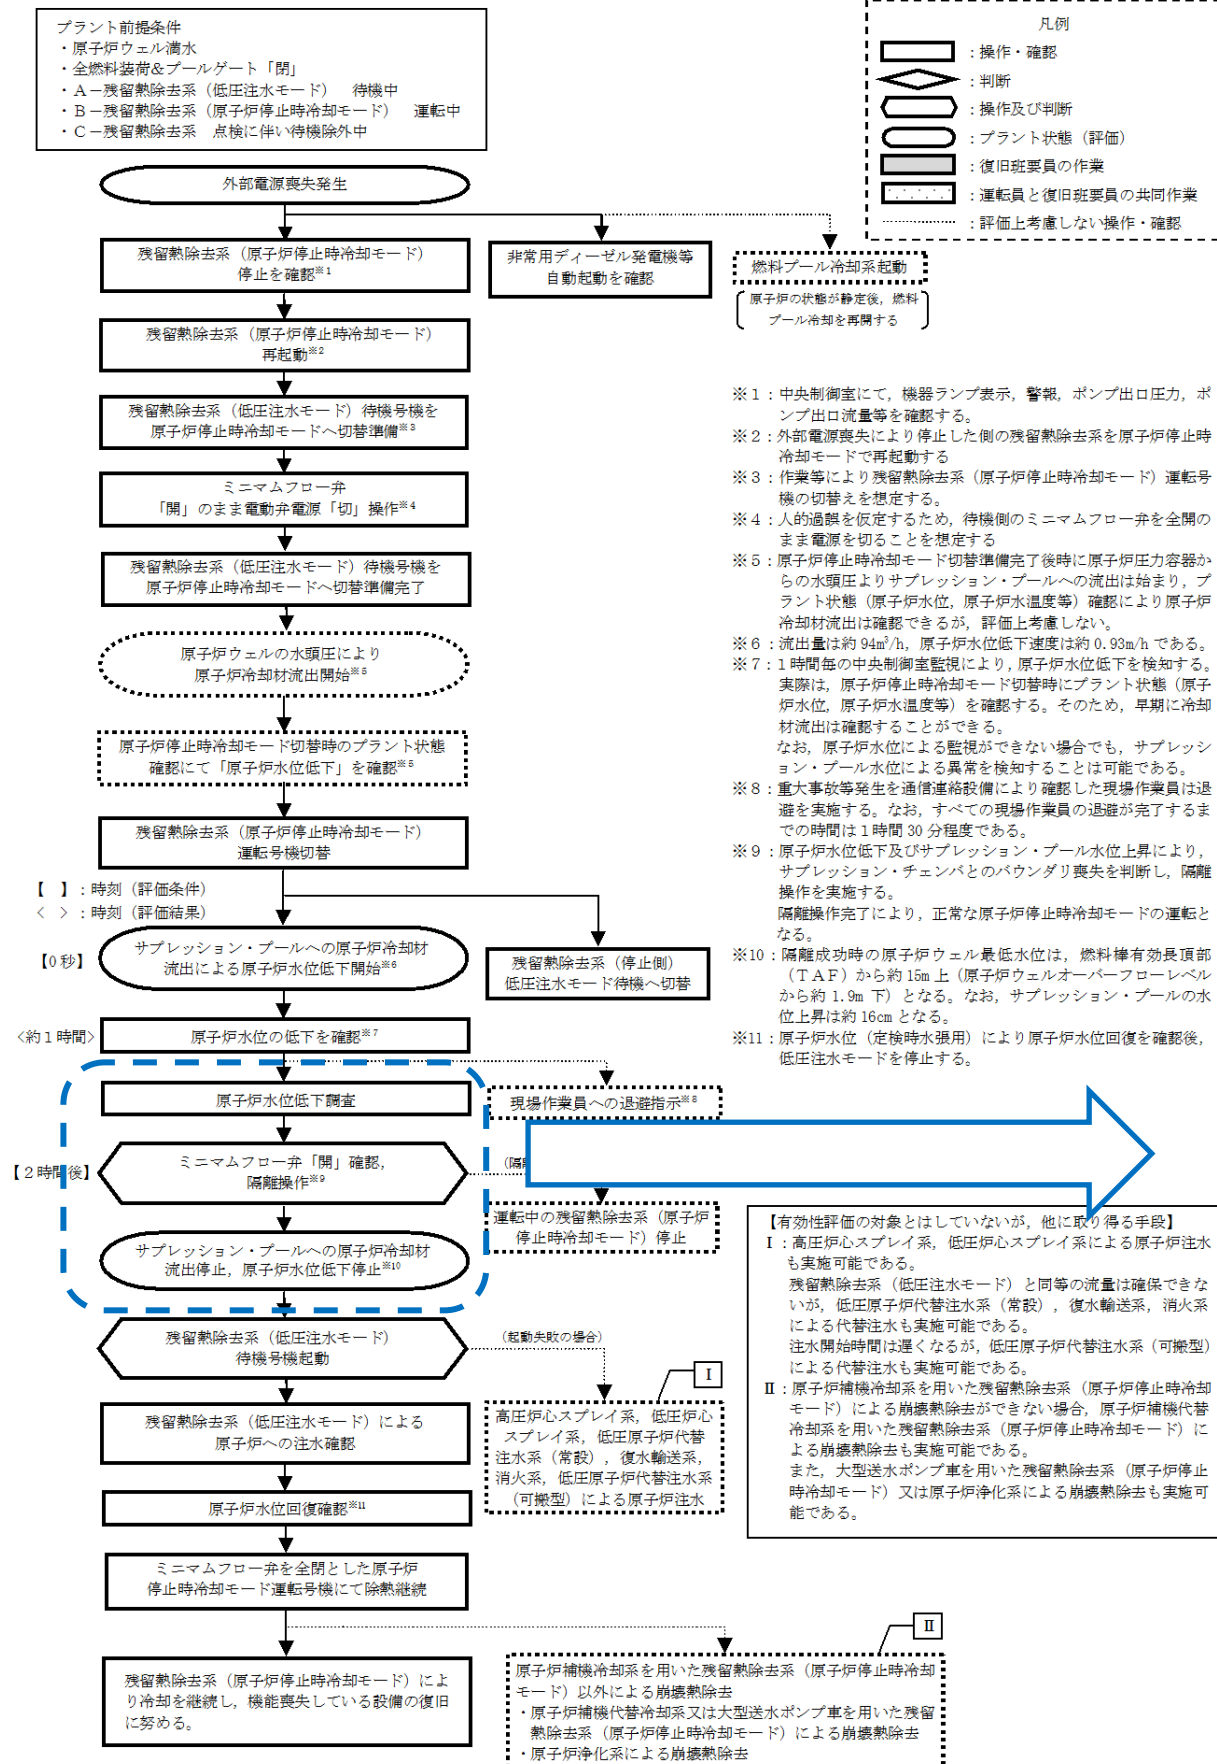 プラント前提条件
・原子炉ウェル満水
・全燃料装荷＆プールゲート「閉」
・Ａ－残留熱除去系（低圧注水モード）　待機中
・Ｂ－残留熱除去系（原子炉停止時冷却モード）　運転中
・Ｃ－残留熱除去系　点検に伴い待機除外中
凡例
：操作・確認
：判断
：操作及び判断
：プラント状態（評価）
：復旧班要員の作業
：運転員と復旧班要員の共同作業
：評価上考慮しない操作・確認
外部電源喪失発生
残留熱除去系（原子炉停止時冷却モード）
停止を確認※1
非常用ディーゼル発電機等
自動起動を確認
燃料プール冷却系起動
原子炉の状態が静定後，燃料
プール冷却を再開する
残留熱除去系（原子炉停止時冷却モード）
再起動※2
残留熱除去系（低圧注水モード）待機号機を
原子炉停止時冷却モードへ切替準備※3
ミニマムフロー弁
「開」のまま電動弁電源「切」操作※4
残留熱除去系（低圧注水モード）待機号機を
原子炉停止時冷却モードへ切替準備完了
原子炉ウェルの水頭圧により
原子炉冷却材流出開始※5
原子炉停止時冷却モード切替時のプラント状態
確認にて「原子炉水位低下」を確認※5
残留熱除去系（原子炉停止時冷却モード）
運転号機切替
【　】：時刻（評価条件）
＜　＞：時刻（評価結果）
【0秒】
サプレッション・プールへの原子炉冷却材
流出による原子炉水位低下開始※6
残留熱除去系（停止側）
低圧注水モード待機へ切替
＜約１時間＞
原子炉水位の低下を確認※7
原子炉水位低下調査
現場作業員への退避指示※8
【２時間後】
ミニマムフロー弁「開」確認，
隔離操作※9
（隔離
運転中の残留熱除去系（原子炉
停止時冷却モード）停止
サプレッション・プールへの原子炉冷却材
流出停止，原子炉水位低下停止※10
残留熱除去系（低圧注水モード）
待機号機起動
（起動失敗の場合）
Ⅰ
残留熱除去系（低圧注水モード）による
原子炉への注水確認
高圧炉心スプレイ系，低圧炉心
スプレイ系，低圧原子炉代替
注水系（常設），復水輸送系，
消火系，低圧原子炉代替注水系
（可搬型）による原子炉注水
原子炉水位回復確認※11
ミニマムフロー弁を全閉とした原子炉
停止時冷却モード運転号機にて除熱継続
Ⅱ
残留熱除去系（原子炉停止時冷却モード）によ
り冷却を継続し，機能喪失している設備の復旧
に努める。
原子炉補機冷却系を用いた残留熱除去系（原子炉停止時冷却
モード）以外による崩壊熱除去
・原子炉補機代替冷却系又は大型送水ポンプ車を用いた残留
熱除去系（原子炉停止時冷却モード）による崩壊熱除去
・原子炉浄化系による崩壊熱除去
※１：中央制御室にて，機器ランプ表示，警報，ポンプ出口圧力，ポ
ンプ出口流量等を確認する。
※２：外部電源喪失により停止した側の残留熱除去系を原子炉停止時
冷却モードで再起動する
※３：作業等により残留熱除去系（原子炉停止時冷却モード）運転号
機の切替えを想定する。
※４：人的過誤を仮定するため，待機側のミニマムフロー弁を全開の
まま電源を切ることを想定する
※５：原子炉停止時冷却モード切替準備完了後時に原子炉圧力容器か
らの水頭圧よりサプレッション・プールへの流出は始まり，プ
ラント状態（原子炉水位，原子炉水温度等）確認により原子炉
冷却材流出は確認できるが，評価上考慮しない。
※６：流出量は約94m³/h，原子炉水位低下速度は約0.93m/hである。
※７：１時間毎の中央制御室監視により，原子炉水位低下を検知する。
実際は，原子炉停止時冷却モード切替時にプラント状態（原子
炉水位，原子炉水温度等）を確認する。そのため，早期に冷却
材流出は確認することができる。
なお，原子炉水位による監視ができない場合でも，サプレッシ
ョン・プール水位による異常を検知することは可能である。
※８：重大事故等発生を通信連絡設備により確認した現場作業員は退
避を実施する。なお，すべての現場作業員の退避が完了するま
での時間は１時間30分程度である。
※９：原子炉水位低下及びサプレッション・プール水位上昇により，
サプレッション・チェンバとのバウンダリ喪失を判断し，隔離
操作を実施する。
隔離操作完了により，正常な原子炉停止時冷却モードの運転と
なる。
※10：隔離成功時の原子炉ウェル最低水位は，燃料棒有効長頂部
（ＴＡＦ）から約15m上（原子炉ウェルオーバーフローレベル
から約1.9m下）となる。なお，サプレッション・プールの水
位上昇は約16cmとなる。
※11：原子炉水位（定検時水張用）により原子炉水位回復を確認後，
低圧注水モードを停止する。
【有効性評価の対象とはしていないが，他に取り得る手段】
Ⅰ：高圧炉心スプレイ系，低圧炉心スプレイ系による原子炉注水
も実施可能である。
残留熱除去系（低圧注水モード）と同等の流量は確保できな
いが，低圧原子炉代替注水系（常設），復水輸送系，消火系
による代替注水も実施可能である。
注水開始時間は遅くなるが，低圧原子炉代替注水系（可搬型）
による代替注水も実施可能である。
Ⅱ：原子炉補機冷却系を用いた残留熱除去系（原子炉停止時冷却
モード）による崩壊熱除去ができない場合，原子炉補機代替
冷却系を用いた残留熱除去系（原子炉停止時冷却モード）に
よる崩壊熱除去も実施可能である。
また，大型送水ポンプ車を用いた残留熱除去系（原子炉停止
時冷却モード）又は原子炉浄化系による崩壊熱除去も実施可
能である。